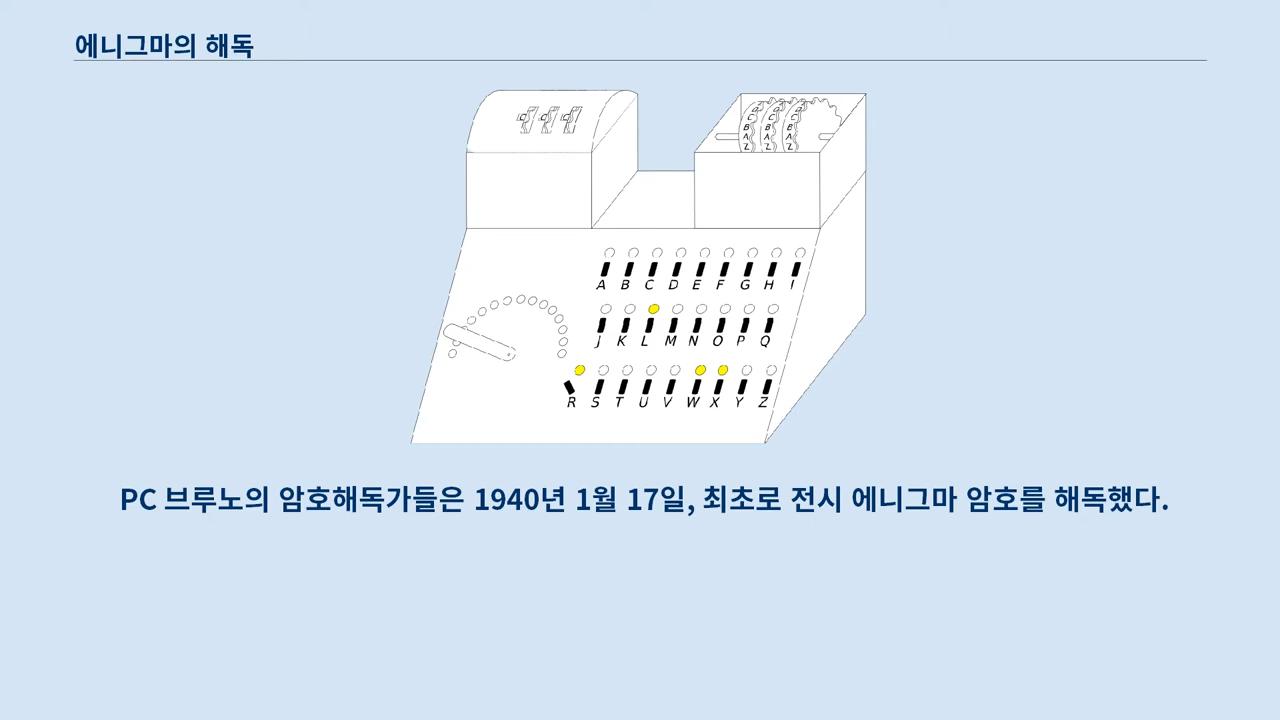 에니그마의 해독
C C C
C C C
B B B
A A A
Z Z Z
A B C D E F G H I
J K L M N O P Q
R S T U V W X Y Z
PC 브루노의 암호해독가들은 1940년 1월 17일, 최초로 전시 에니그마 암호를 해독했다.